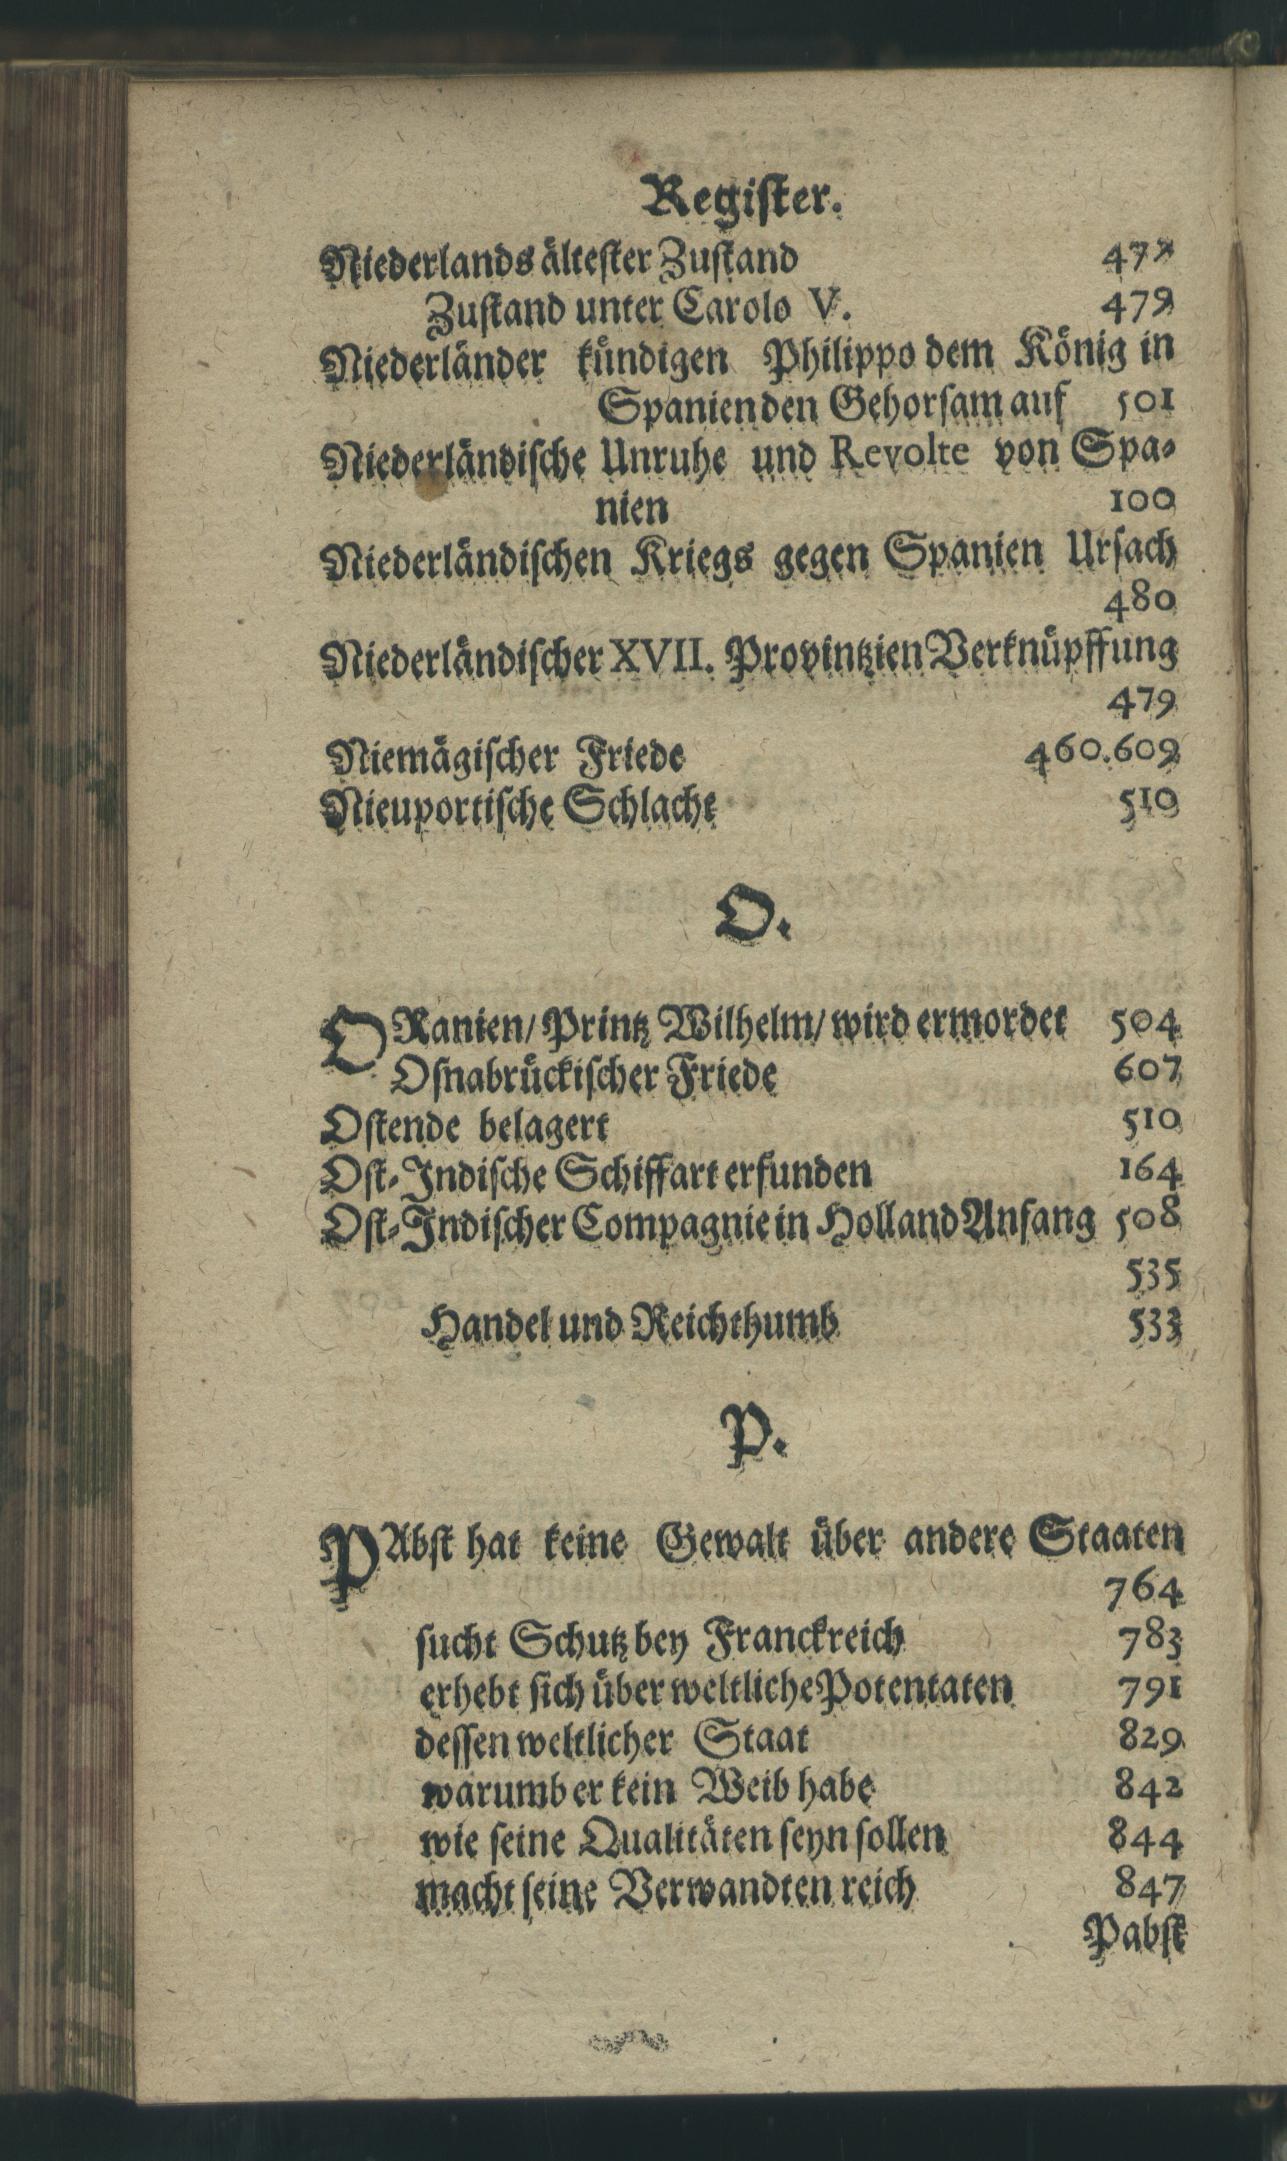 Regiſter.
Niederlands älteſter Zuſtand
Zuſtand unter Carolo V. 479
Niederländer kündigen Philippo dem König in
Spanien den Gehorſam auf 501
Niederländiſche Unruhe und Revolte von Spa-
nien 100
Niederländiſchen Kriegs gegen Spanien Urſach
480
Niederländiſcher XVII. Provintzien Verknüpffung
479
Niemägiſcher Friede 460.609
Nieuportiſche Schlacht 510
O.
ORanien/ Printz Wilhelm/ wird ermordet 504
Oſnabrückiſcher Friede 607
Oſtende belagert 510
Oſt-Indiſche Schiffart erfunden 164
Oſt-Indiſcher Compagnie in Holland Anfang 508
535
Handel und Reichthumb 533
P.
PAbſt hat keine Gewalt über andere Staaten
764
ſucht Schutz bey Franckreich 783
erhebt ſich über weltliche Potentaten 791
deſſen weltlicher Staat 829
warumb er kein Weib habe 842
wie ſeine Qualitäten ſeyn ſollen 844
macht ſeine Verwandten reich 847
Pabſt